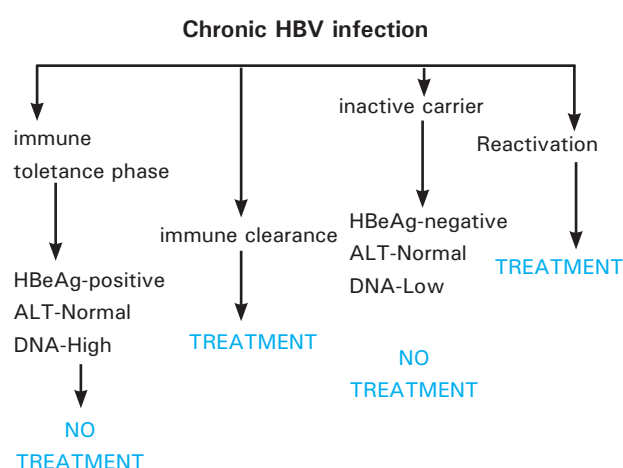 Chronic HBV infection
immune
toletance phase
HBeAg-positive
ALT-Normal
DNA-High
NO
TREATMENT
immune clearance
TREATMENT
inactive carrier
HBeAg-negative
ALT-Normal
DNA-Low
NO
TREATMENT
Reactivation
TREATMENT